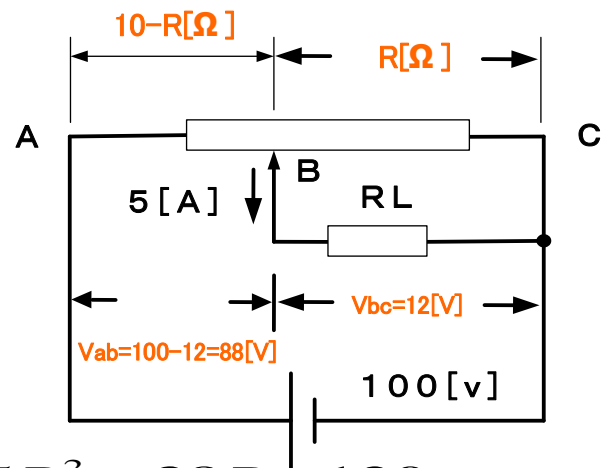 10-R[Ω]
R[Ω]
A
C
B
5[A]
RL
Vbc=12[V]
Vab=100-12=88[V]
100[v]